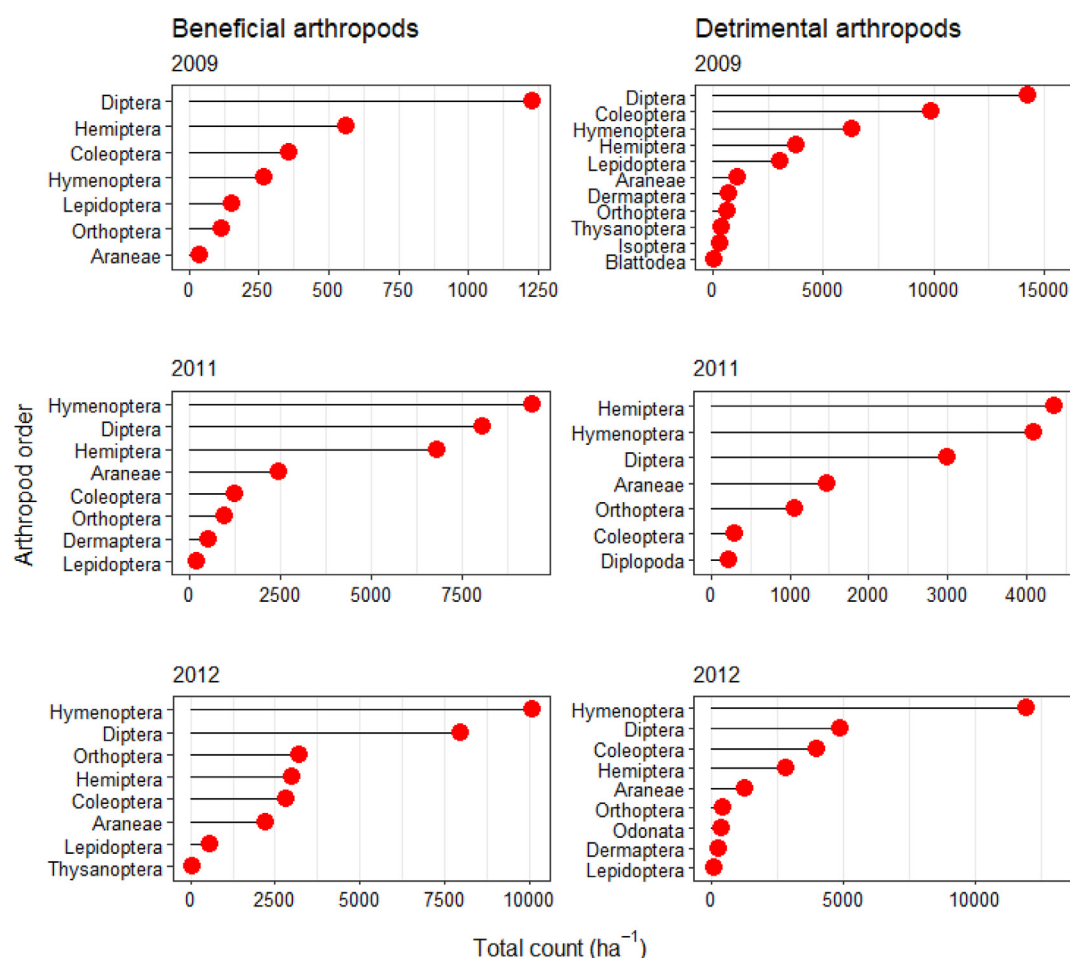 Beneficial arthropods
2009
Diptera
Hemiptera
Coleoptera
Hymenoptera
Lepidoptera
Orthoptera
Araneae
0 250 500 750 1000 1250
Detrimental arthropods
2009
Diptera
Coleoptera
Hymenoptera
Hemiptera
Lepidoptera
Araneae
Dermaptera
Orthoptera
Thysanoptera
Isoptera
Blattodea
0 5000 10000 15000
Arthropod order
2011
Hymenoptera
Diptera
Hemiptera
Araneae
Coleoptera
Orthoptera
Dermaptera
Lepidoptera
0 2500 5000 7500
2011
Hemiptera
Hymenoptera
Diptera
Araneae
Orthoptera
Coleoptera
Diplopoda
0 1000 2000 3000 4000
2012
Hymenoptera
Diptera
Orthoptera
Hemiptera
Coleoptera
Araneae
Lepidoptera
Thysanoptera
0 2500 5000 7500 10000
2012
Hymenoptera
Diptera
Coleoptera
Hemiptera
Araneae
Orthoptera
Odonata
Dermaptera
Lepidoptera
0 5000 10000
Total count (ha⁻¹)